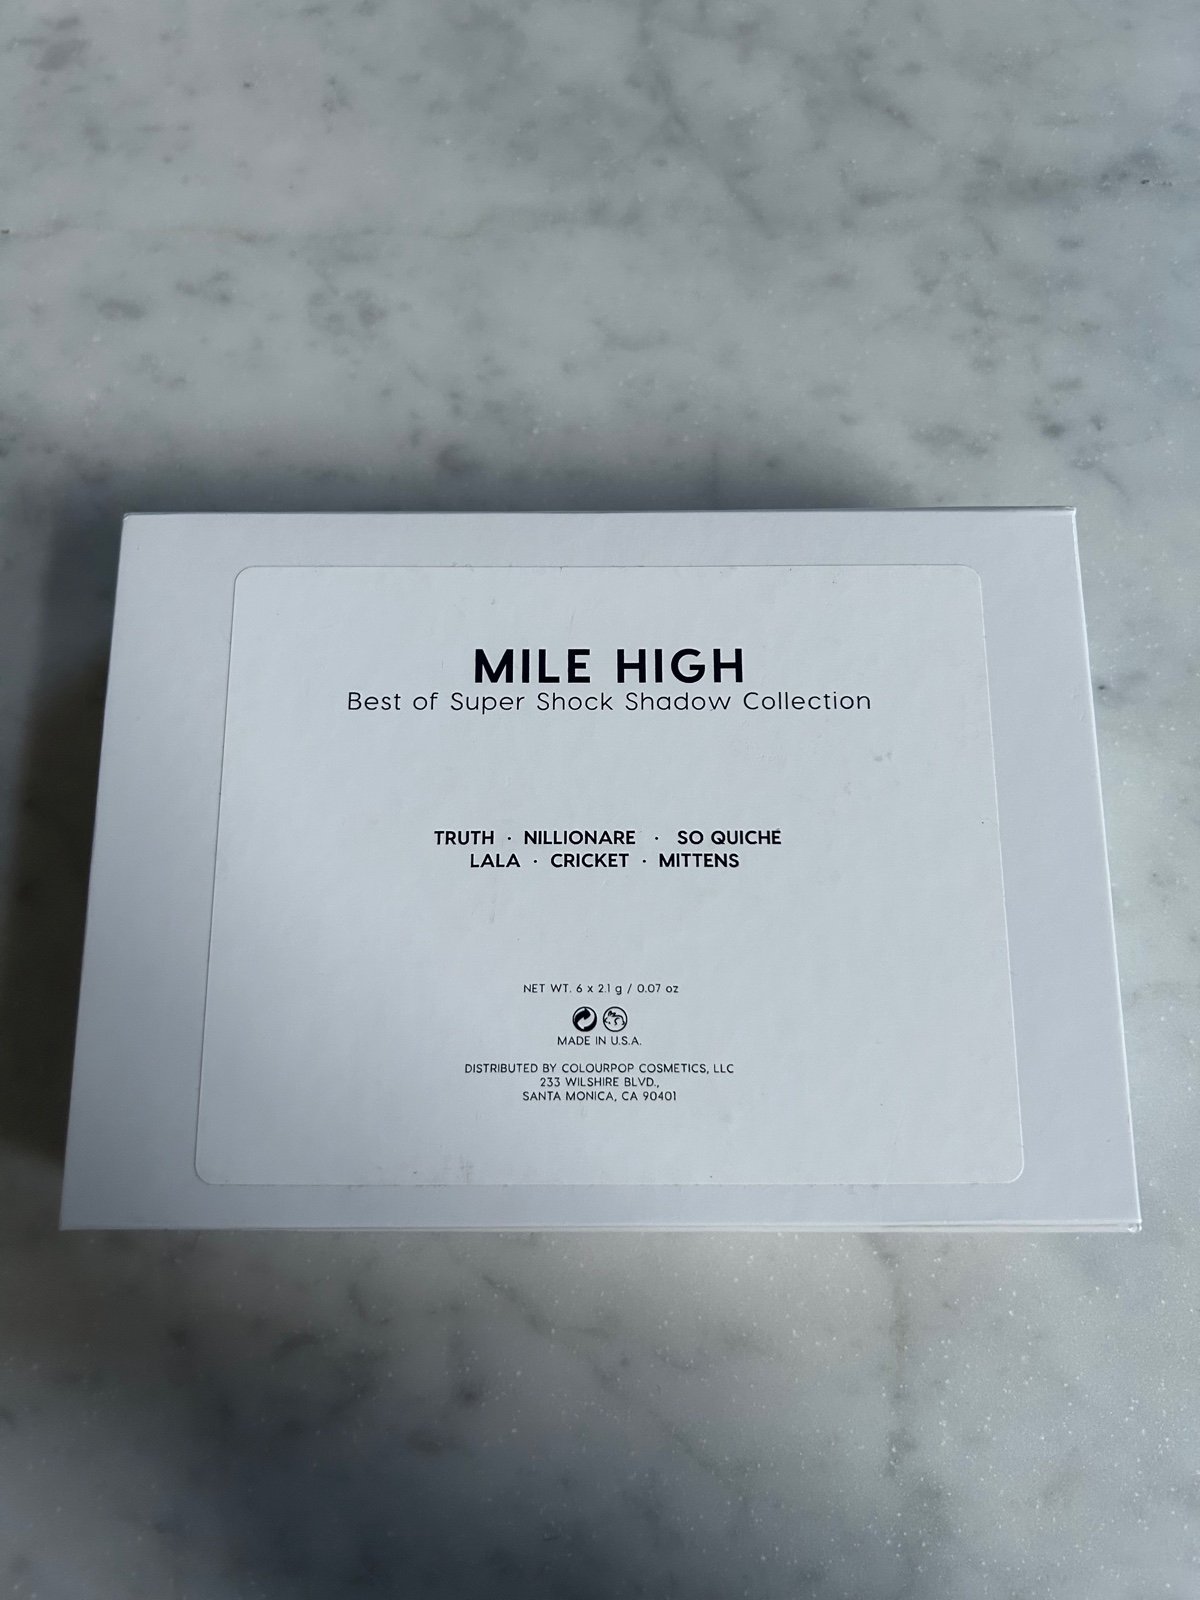 MILE HIGH
Best of Super Shock Shadow Collection
TRUTH · NILLIONARE · SO QUICHE
LALA · CRICKET · MITTENS
NET WT. 6 x 2.1 g / 0.07 oz
MADE IN U.S.A.
DISTRIBUTED BY COLOURPOP COSMETICS, LLC
233 WILSHIRE BLVD.,
SANTA MONICA, CA 90401